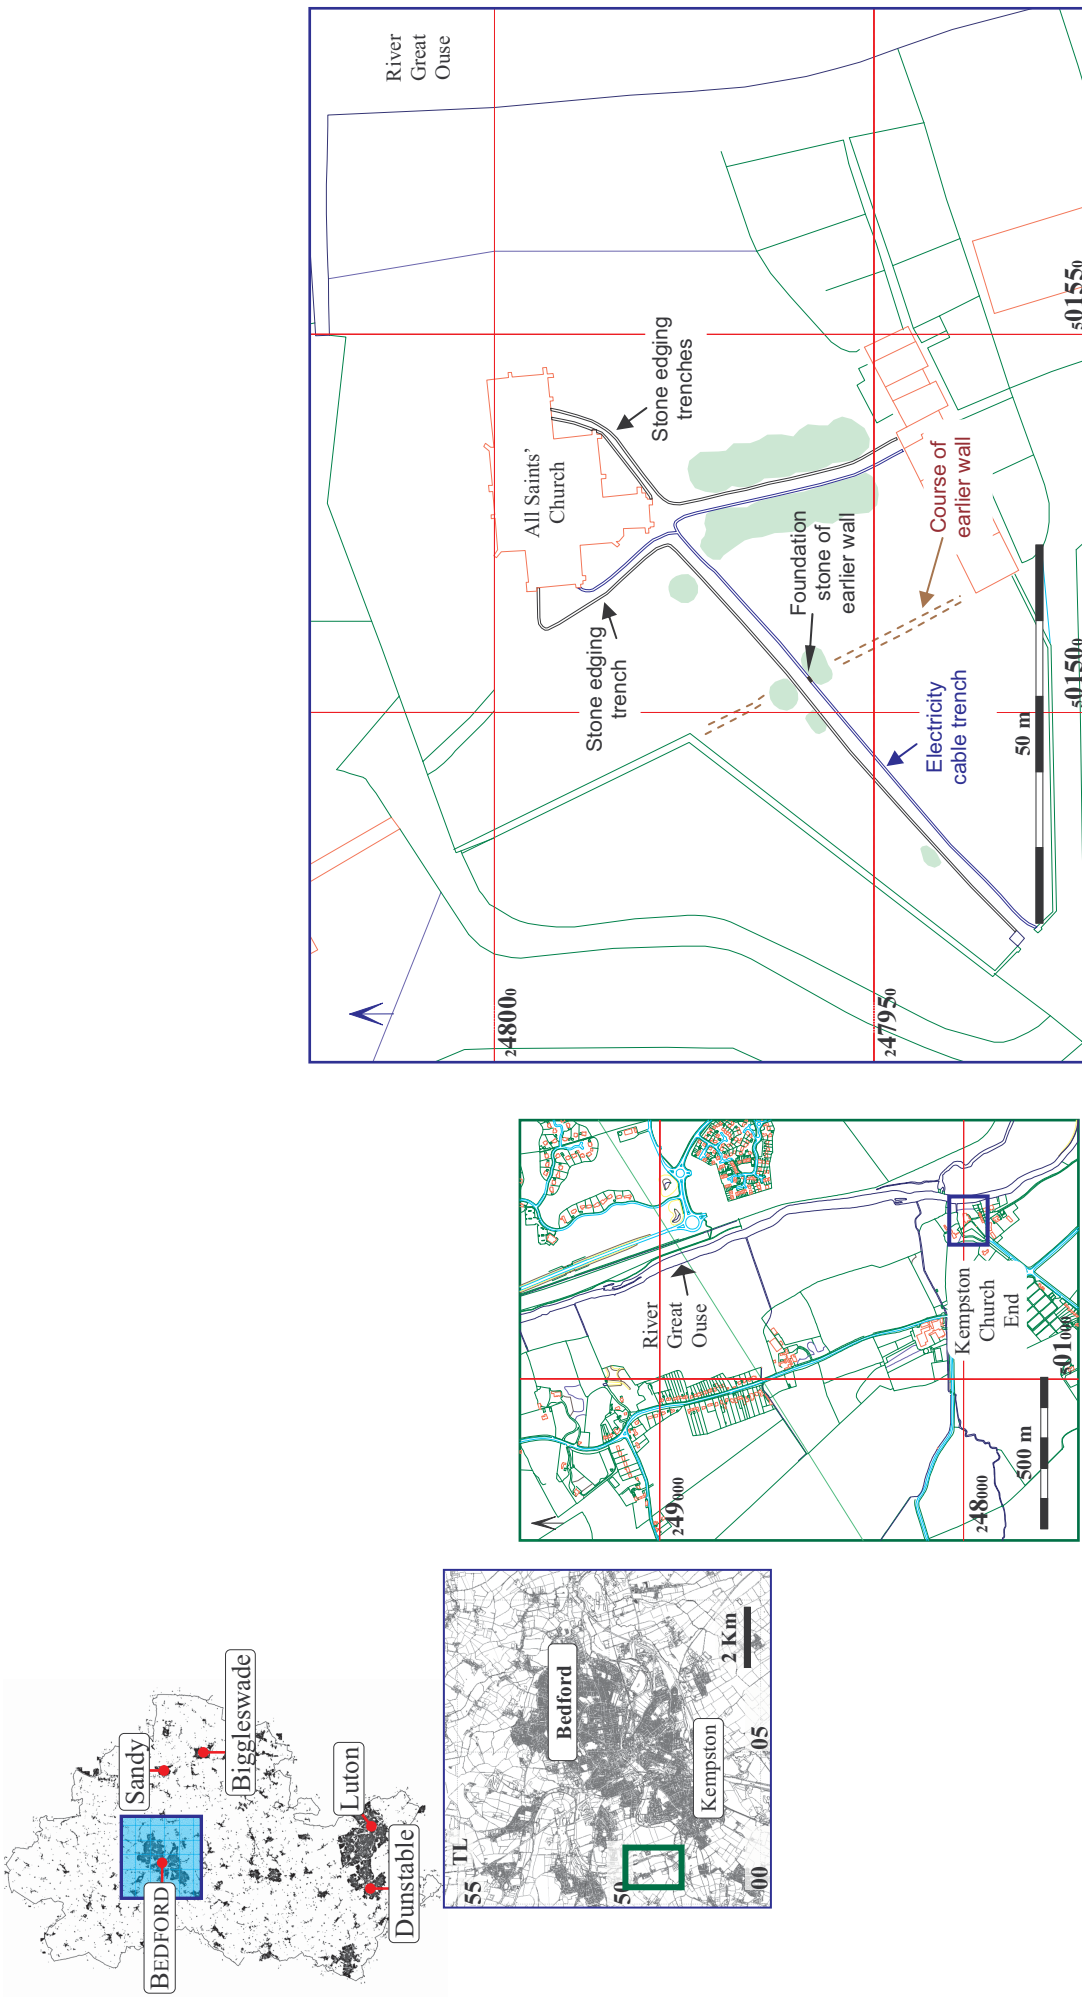 BEDFORD
Sandy
Biggleswade
Luton
Dunstable
55
TL
Bedford
50
Kempston
2 Km
00
05
249000
River
Great
Ouse
Kempston
Church
End
248000
500 m
501000
River
Great
Ouse
All Saints'
Church
Stone edging
trenches
Stone edging
trench
Foundation
stone of
earlier wall
Course of
earlier wall
Electricity
cable trench
248000
247950
50 m
501500
501550